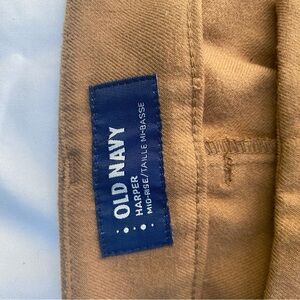 OLD NAVY
HARPER
MID-RISE/TAILLE MI-BASSE